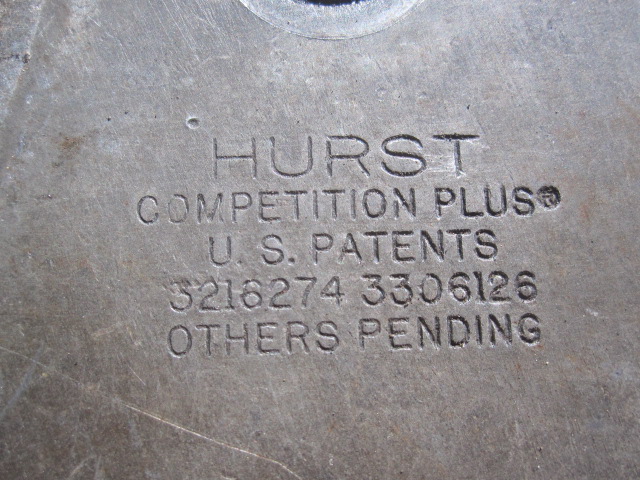 HURST
COMPETITION PLUS®
U. S. PATENTS
3216274 3306126
OTHERS PENDING